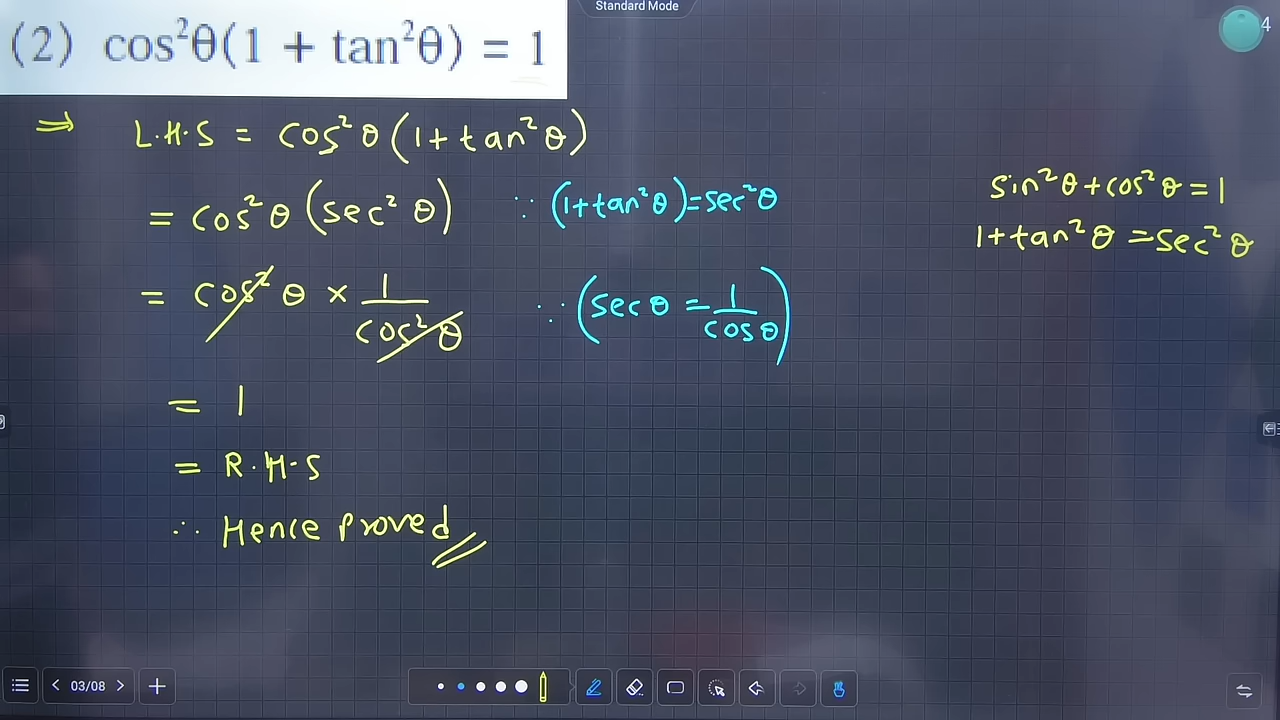 Standard Mode
4
(2) cos²θ(1 + tan²θ) = 1
⇒ L.H.S = cos²θ (1+tan²θ)
= cos²θ (sec²θ) ∵ (1+tan²θ)=sec²θ
sin²θ+cos²θ=1
1+tan²θ=sec²θ
= cos²θ × 1/cos²θ ∵ (secθ = 1/cosθ)
= 1
= R.H.S
∴ Hence proved
03/08